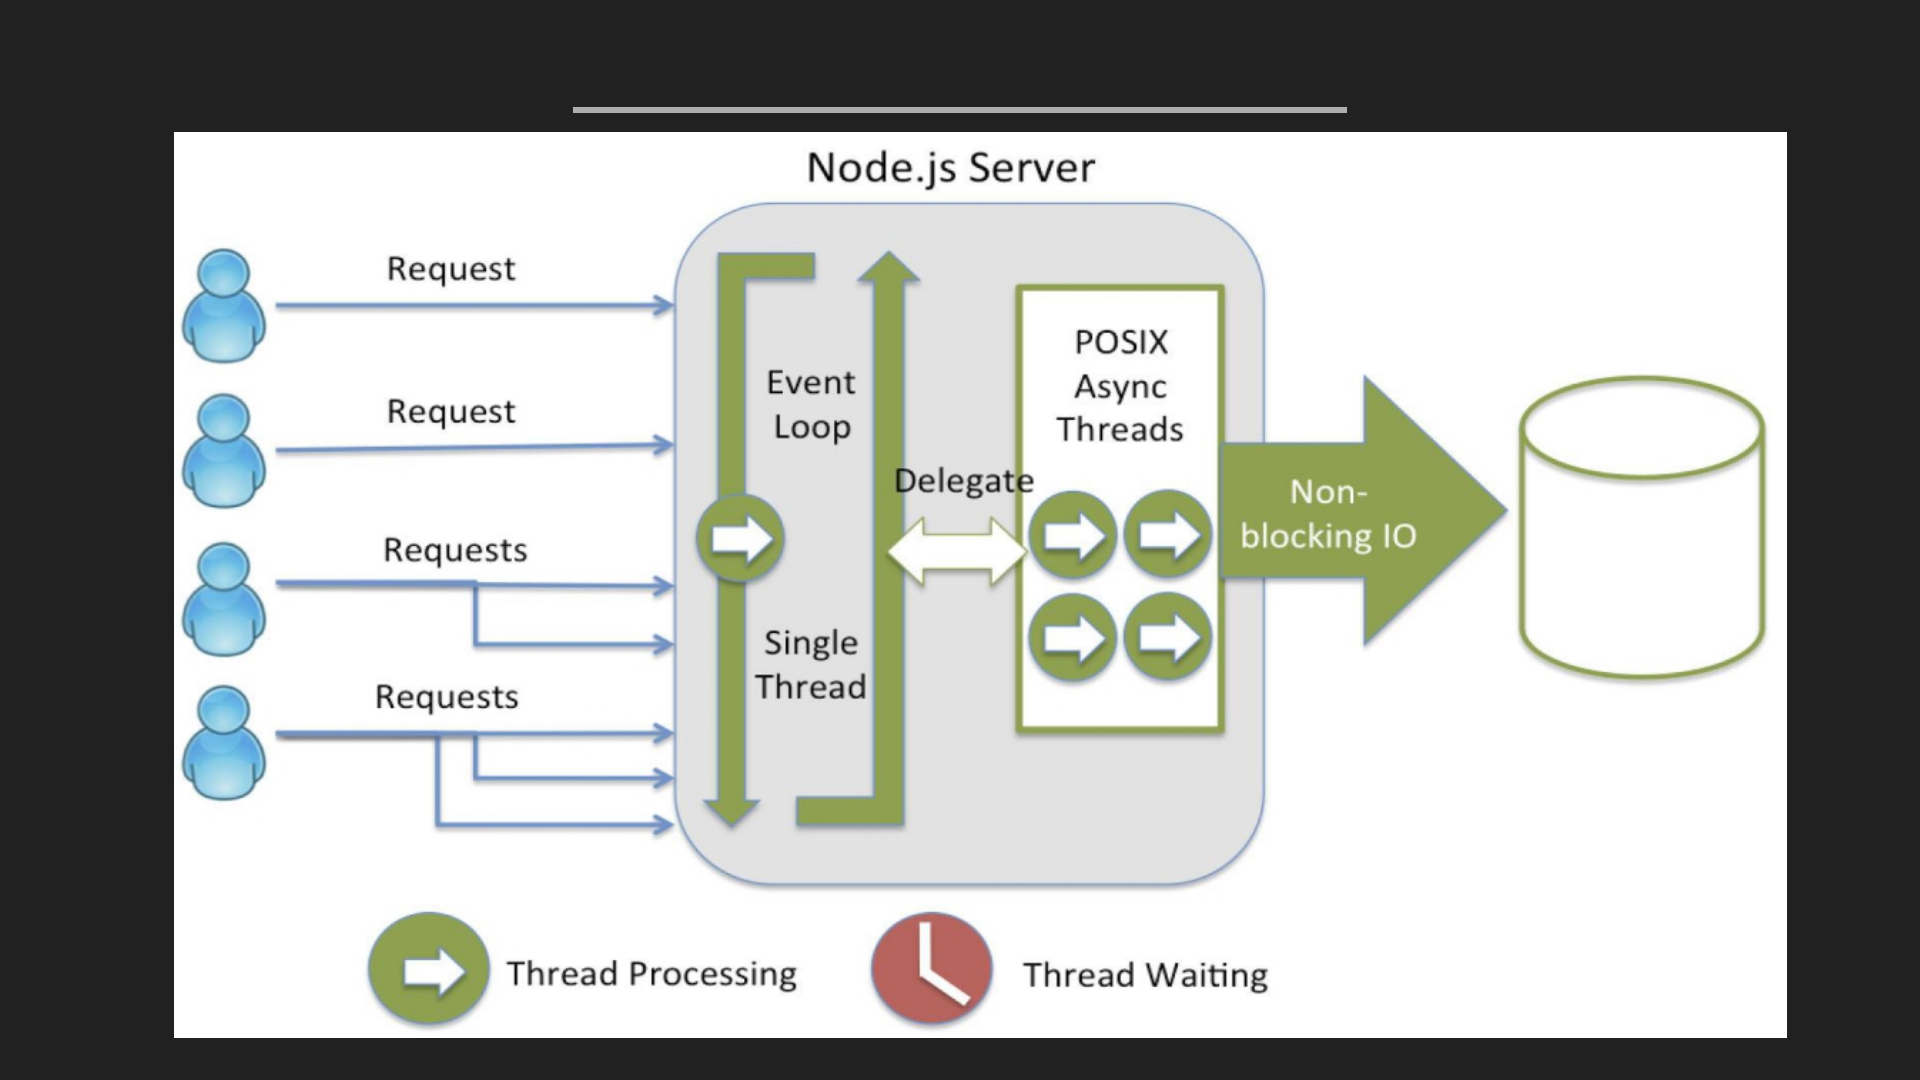 Node.js Server
Request
Request
Requests
Requests
Event
Loop
Single
Thread
Delegate
POSIX
Async
Threads
Non-
blocking IO
Thread Processing
Thread Waiting